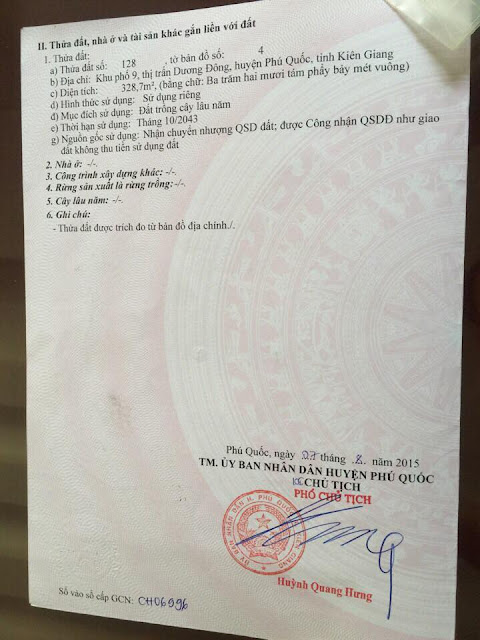 II. Thửa đất, nhà ở và tài sản khác gắn liền với đất
1. Thửa đất:
a) Thửa đất số: 128 , tờ bản đồ số: 4
b) Địa chỉ: Khu phố 9, thị trấn Dương Đông, huyện Phú Quốc, tỉnh Kiên Giang
c) Diện tích: 328,7m², (bằng chữ: Ba trăm hai mươi tám phẩy bảy mét vuông)
d) Hình thức sử dụng: Sử dụng riêng
đ) Mục đích sử dụng: Đất trồng cây lâu năm
e) Thời hạn sử dụng: Tháng 10/2043
g) Nguồn gốc sử dụng: Nhận chuyển nhượng QSD đất; được Công nhận QSDĐ như giao
đất không thu tiền sử dụng đất
2. Nhà ở: -/-.
3. Công trình xây dựng khác: -/-.
4. Rừng sản xuất là rừng trồng:-/-.
5. Cây lâu năm: -/-.
6. Ghi chú:
- Thửa đất được trích đo từ bản đồ địa chính./.
Phú Quốc, ngày 27 tháng 8 năm 2015
TM. ỦY BAN NHÂN DÂN HUYỆN PHÚ QUỐC
KT CHỦ TỊCH
PHÓ CHỦ TỊCH
ỦY BAN NHÂN DÂN H. PHÚ QUỐC
Huỳnh Quang Hưng
Số vào sổ cấp GCN: CH06996